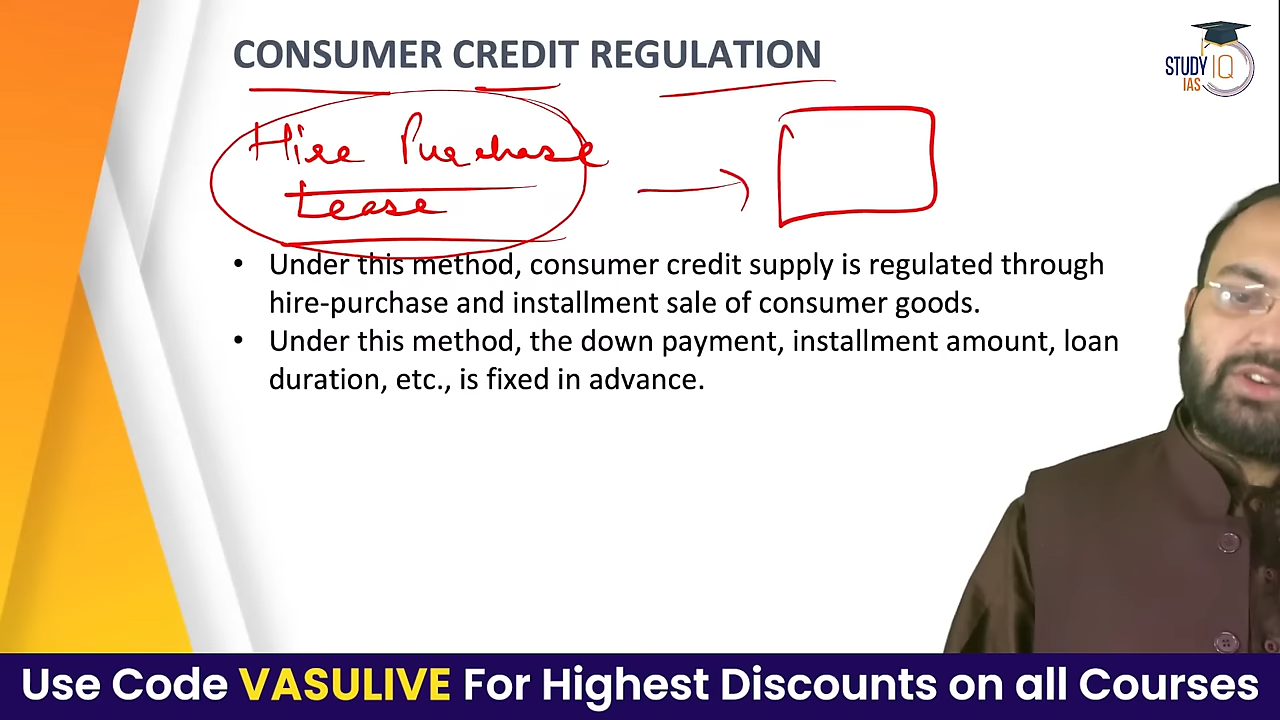 CONSUMER CREDIT REGULATION
STUDY IQ
IAS
Hire Purchase
Lease
• Under this method, consumer credit supply is regulated through
hire-purchase and installment sale of consumer goods.
• Under this method, the down payment, installment amount, loan
duration, etc., is fixed in advance.
Use Code VASULIVE For Highest Discounts on all Courses